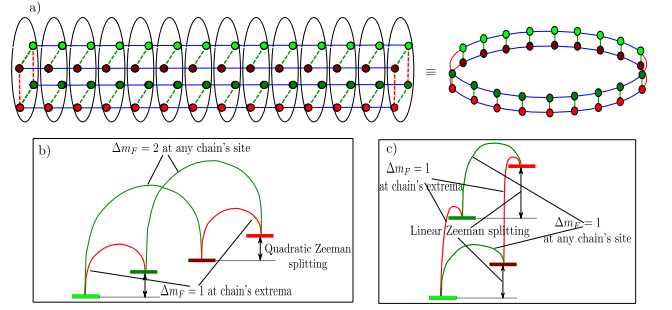 a)
≡
b)
Δm_F = 2 at any chain's site
Quadratic Zeeman
splitting
Δm_F = 1 at chain's extrema
c)
Δm_F = 1
at chain's extrema
Linear Zeeman splitting
Δm_F = 1
at any chain's site